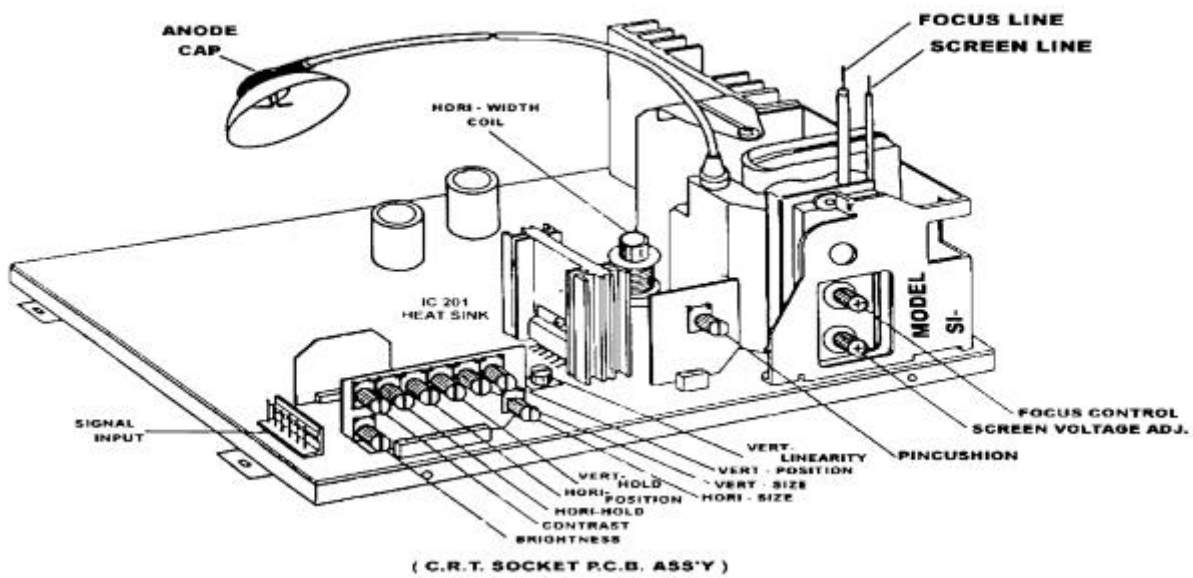 ANODE
CAP
FOCUS LINE
SCREEN LINE
HORI - WIDTH
COIL
IC 201
HEAT SINK
MODEL
SI-
SIGNAL
INPUT
FOCUS CONTROL
SCREEN VOLTAGE ADJ.
PINCUSHION
VERT-
LINEARITY
VERT - POSITION
VERT - SIZE
HORI - SIZE
VERT-
HOLD
HORI-
POSITION
HORI-HOLD
CONTRAST
BRIGHTNESS
( C.R.T. SOCKET P.C.B. ASS'Y )